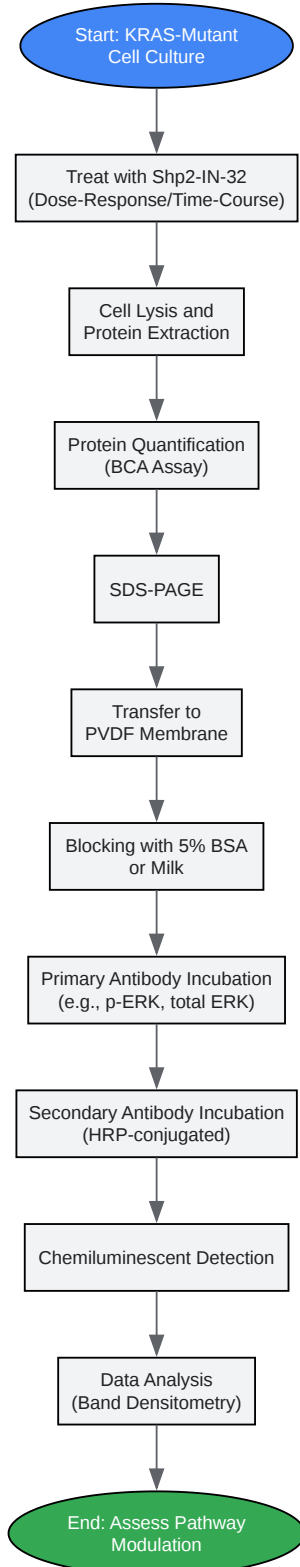 Start: KRAS-Mutant
Cell Culture
Treat with Shp2-IN-32
(Dose-Response/Time-Course)
Cell Lysis and
Protein Extraction
Protein Quantification
(BCA Assay)
SDS-PAGE
Transfer to
PVDF Membrane
Blocking with 5% BSA
or Milk
Primary Antibody Incubation
(e.g., p-ERK, total ERK)
Secondary Antibody Incubation
(HRP-conjugated)
Chemiluminescent Detection
Data Analysis
(Band Densitometry)
End: Assess Pathway
Modulation